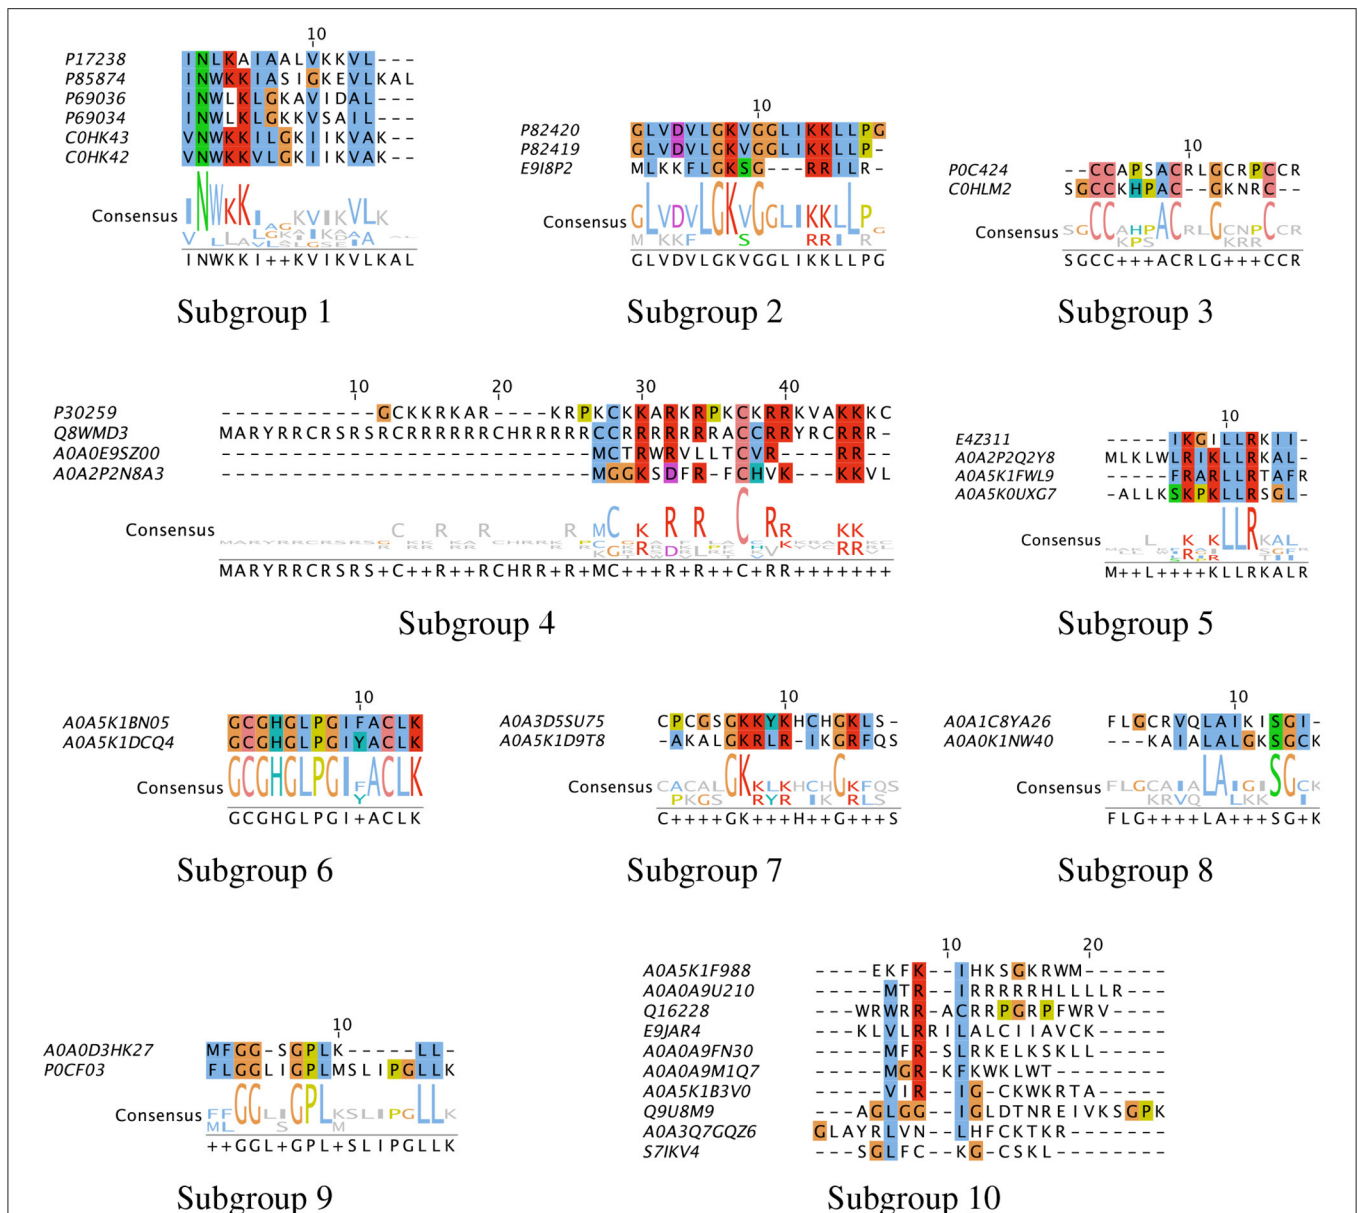 10
P17238 INLKAIAALVKKVL---
P85874 INWKKIASIGKEVLKAL
P69036 INWLKLGKAVIDAL---
P69034 INWLKLGKKVSAIL---
C0HK43 VNWKKILGKIIKVAK--
C0HK42 VNWKKVLGKIIKVAK--
Consensus
INWKKI++KVIKVLKAL
Subgroup 1
10
P82420 GLVDVLGKVGGLIKKLLPG
P82419 GLVDVLGKVGGLIKKLLP-
E9I8P2 MLKKFLGKSG---RRILR-
Consensus
GLVDVLGKVGGLIKKLLPG
Subgroup 2
10
P0C424 --CCAPSACRLGCRPCCR
C0HLM2 SGCCKHPAC--GKNRC--
Consensus
SGCC+++ACRLG+++CCR
Subgroup 3
10 20 30 40
P30259 -----------GCKKRKAR----KRPKCKKARKRPKCKRRKVAKKKC
Q8WMD3 MARYRRCRSRSRCRRRRRRCHRRRRRCCRRRRRRRACCRRYRCRRR-
A0A0E9SZ00 --------------------------MCTRWRVLLTCVR----RR--
A0A2P2N8A3 --------------------------MGGKSDFR-FCHVK---KKVL
Consensus
MARYRRCRSRS+C++R++RCHRR+R+MC+++R+R++C+RR+++++++
Subgroup 4
10
E4Z311 -----IKGILLRKII-
A0A2P2Q2Y8 MLKLWLRIKLLRKAL-
A0A5K1FWL9 -----FRARLLRTAFR
A0A5K0UXG7 -ALLKSKPKLLRSGL-
Consensus
M++L++++KLLRKALR
Subgroup 5
10
A0A5K1BN05 GCGHGLPGIFACLK
A0A5K1DCQ4 GCGHGLPGIYACLK
Consensus
GCGHGLPGI+ACLK
Subgroup 6
10
A0A3D5SU75 CPCGSGKKYKHCHGKLS-
A0A5K1D9T8 -AKALGKRLR-IKGRFQS
Consensus
C++++GK+++H++G+++S
Subgroup 7
10
A0A1C8YA26 FLGCRVQLAIKISGI-
A0A0K1NW40 ---KAIALALGKSGCK
Consensus
FLG++++LA+++SG+K
Subgroup 8
10
A0A0D3HK27 MFGG-SGPLK-----LL-
P0CF03 FLGGLIGPLMSLIPGLLK
Consensus
++GGL+GPL+SLIPGLLK
Subgroup 9
10 20
A0A5K1F988 ----EKFK--IHKSGKRWM------
A0A0A9U210 -----MTR--IRRRRRHLLLLR---
Q16228 ---WRWRR--ACRRPGRPFWRV----
E9JAR4 ---KLVLRRILALCIIAVCK-----
A0A0A9FN30 -----MFR-SLRKELKSKLL-----
A0A0A9M1Q7 -----MGR-KFKWKLWT--------
A0A5K1B3V0 -----VIR--IG-CKWKRTA-----
Q9U8M9 ---AGLGG--IGLDTNREIVKSGPK
A0A3Q7GQZ6 GLAYRLVN--LHFCKTKR-------
S7IKV4 ---SGLFC--KG-CSKL--------
Subgroup 10